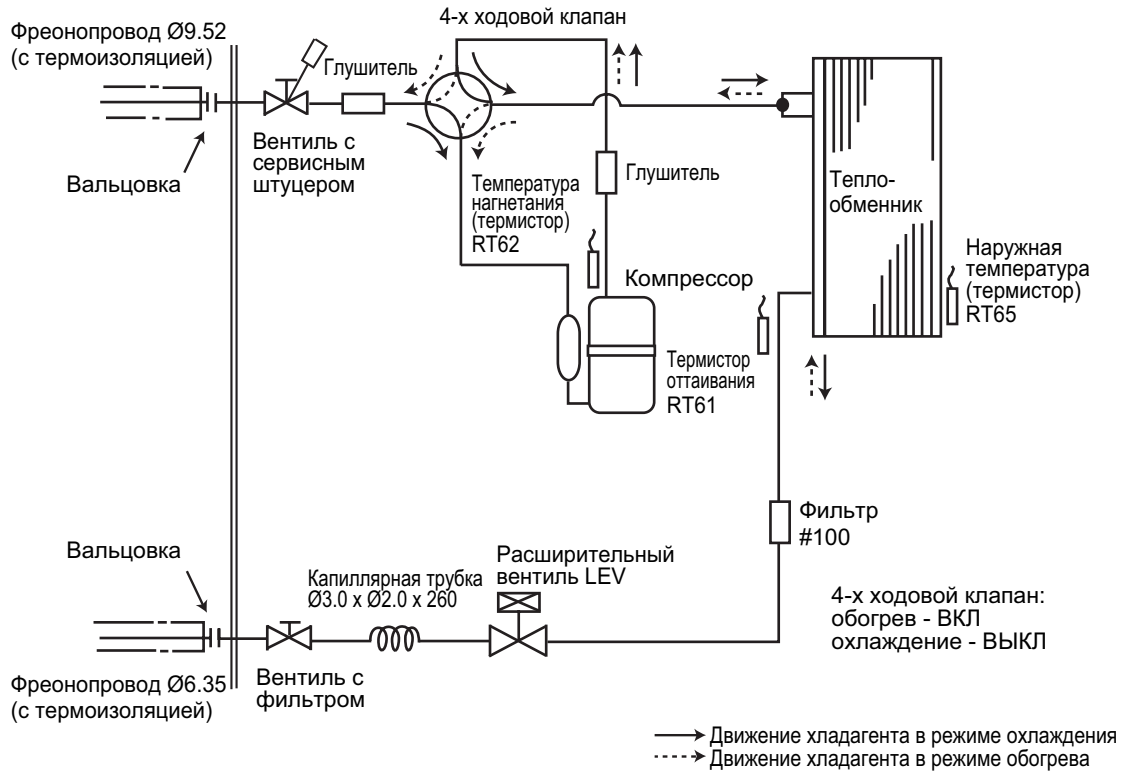 4-х ходовой клапан
Фреонопровод Ø9.52
(с термоизоляцией)
Глушитель
Вентиль с
сервисным
штуцером
Вальцовка
Температура
нагнетания
(термистор)
RT62
Глушитель
Тепло-
обменник
Компрессор
Наружная
температура
(термистор)
RT65
Термистор
оттаивания
RT61
Фильтр
#100
Вальцовка
Капиллярная трубка
Ø3.0 x Ø2.0 x 260
Расширительный
вентиль LEV
4-х ходовой клапан:
обогрев - ВКЛ
охлаждение - ВЫКЛ
Фреонопровод Ø6.35
(с термоизоляцией)
Вентиль с
фильтром
Движение хладагента в режиме охлаждения
Движение хладагента в режиме обогрева